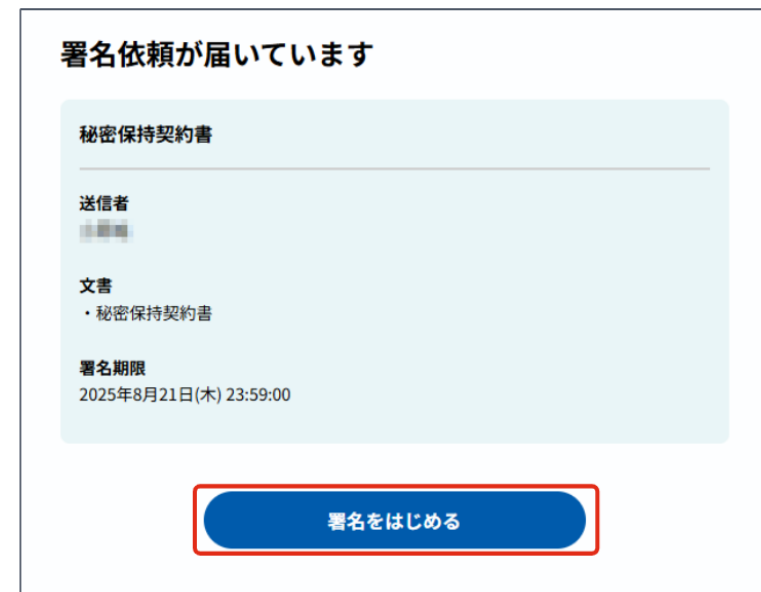 署名依頼が届いています
秘密保持契約書
送信者
文書
・秘密保持契約書
署名期限
2025年8月21日(木) 23:59:00
署名をはじめる